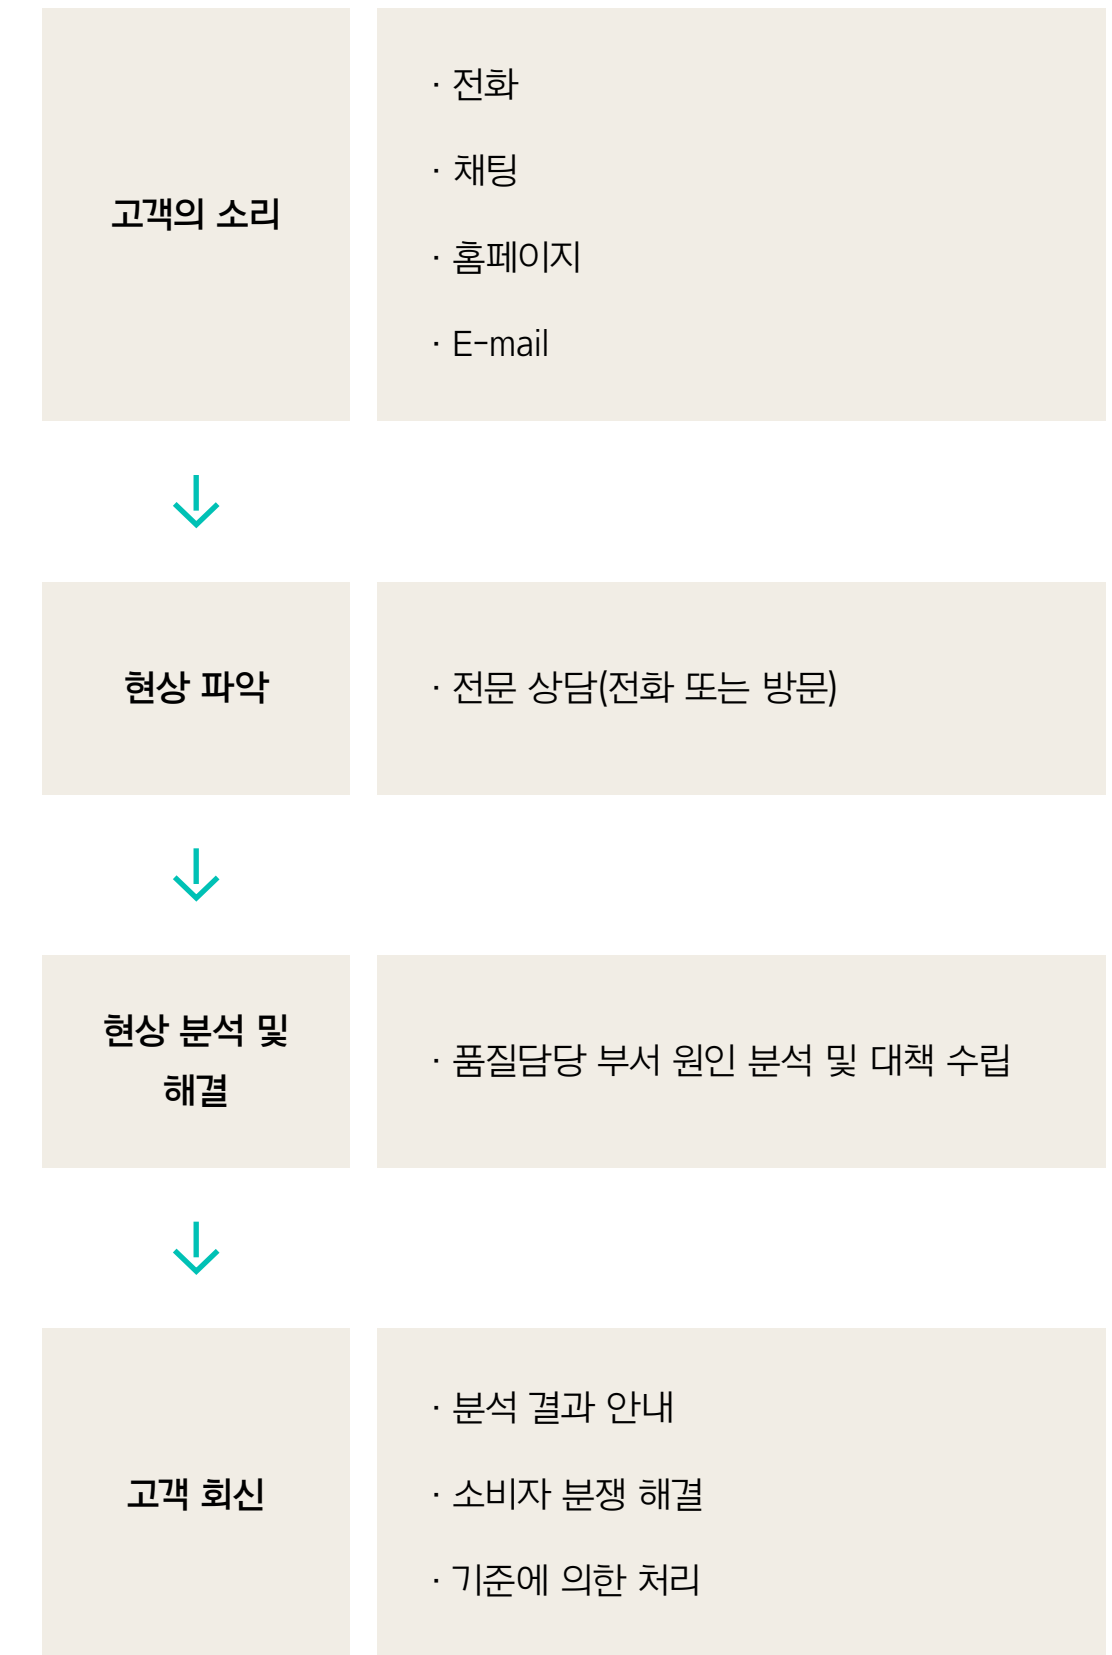 고객의 소리
· 전화
· 채팅
· 홈페이지
· E-mail
현상 파악
· 전문 상담(전화 또는 방문)
현상 분석 및
해결
· 품질담당 부서 원인 분석 및 대책 수립
고객 회신
· 분석 결과 안내
· 소비자 분쟁 해결
· 기준에 의한 처리